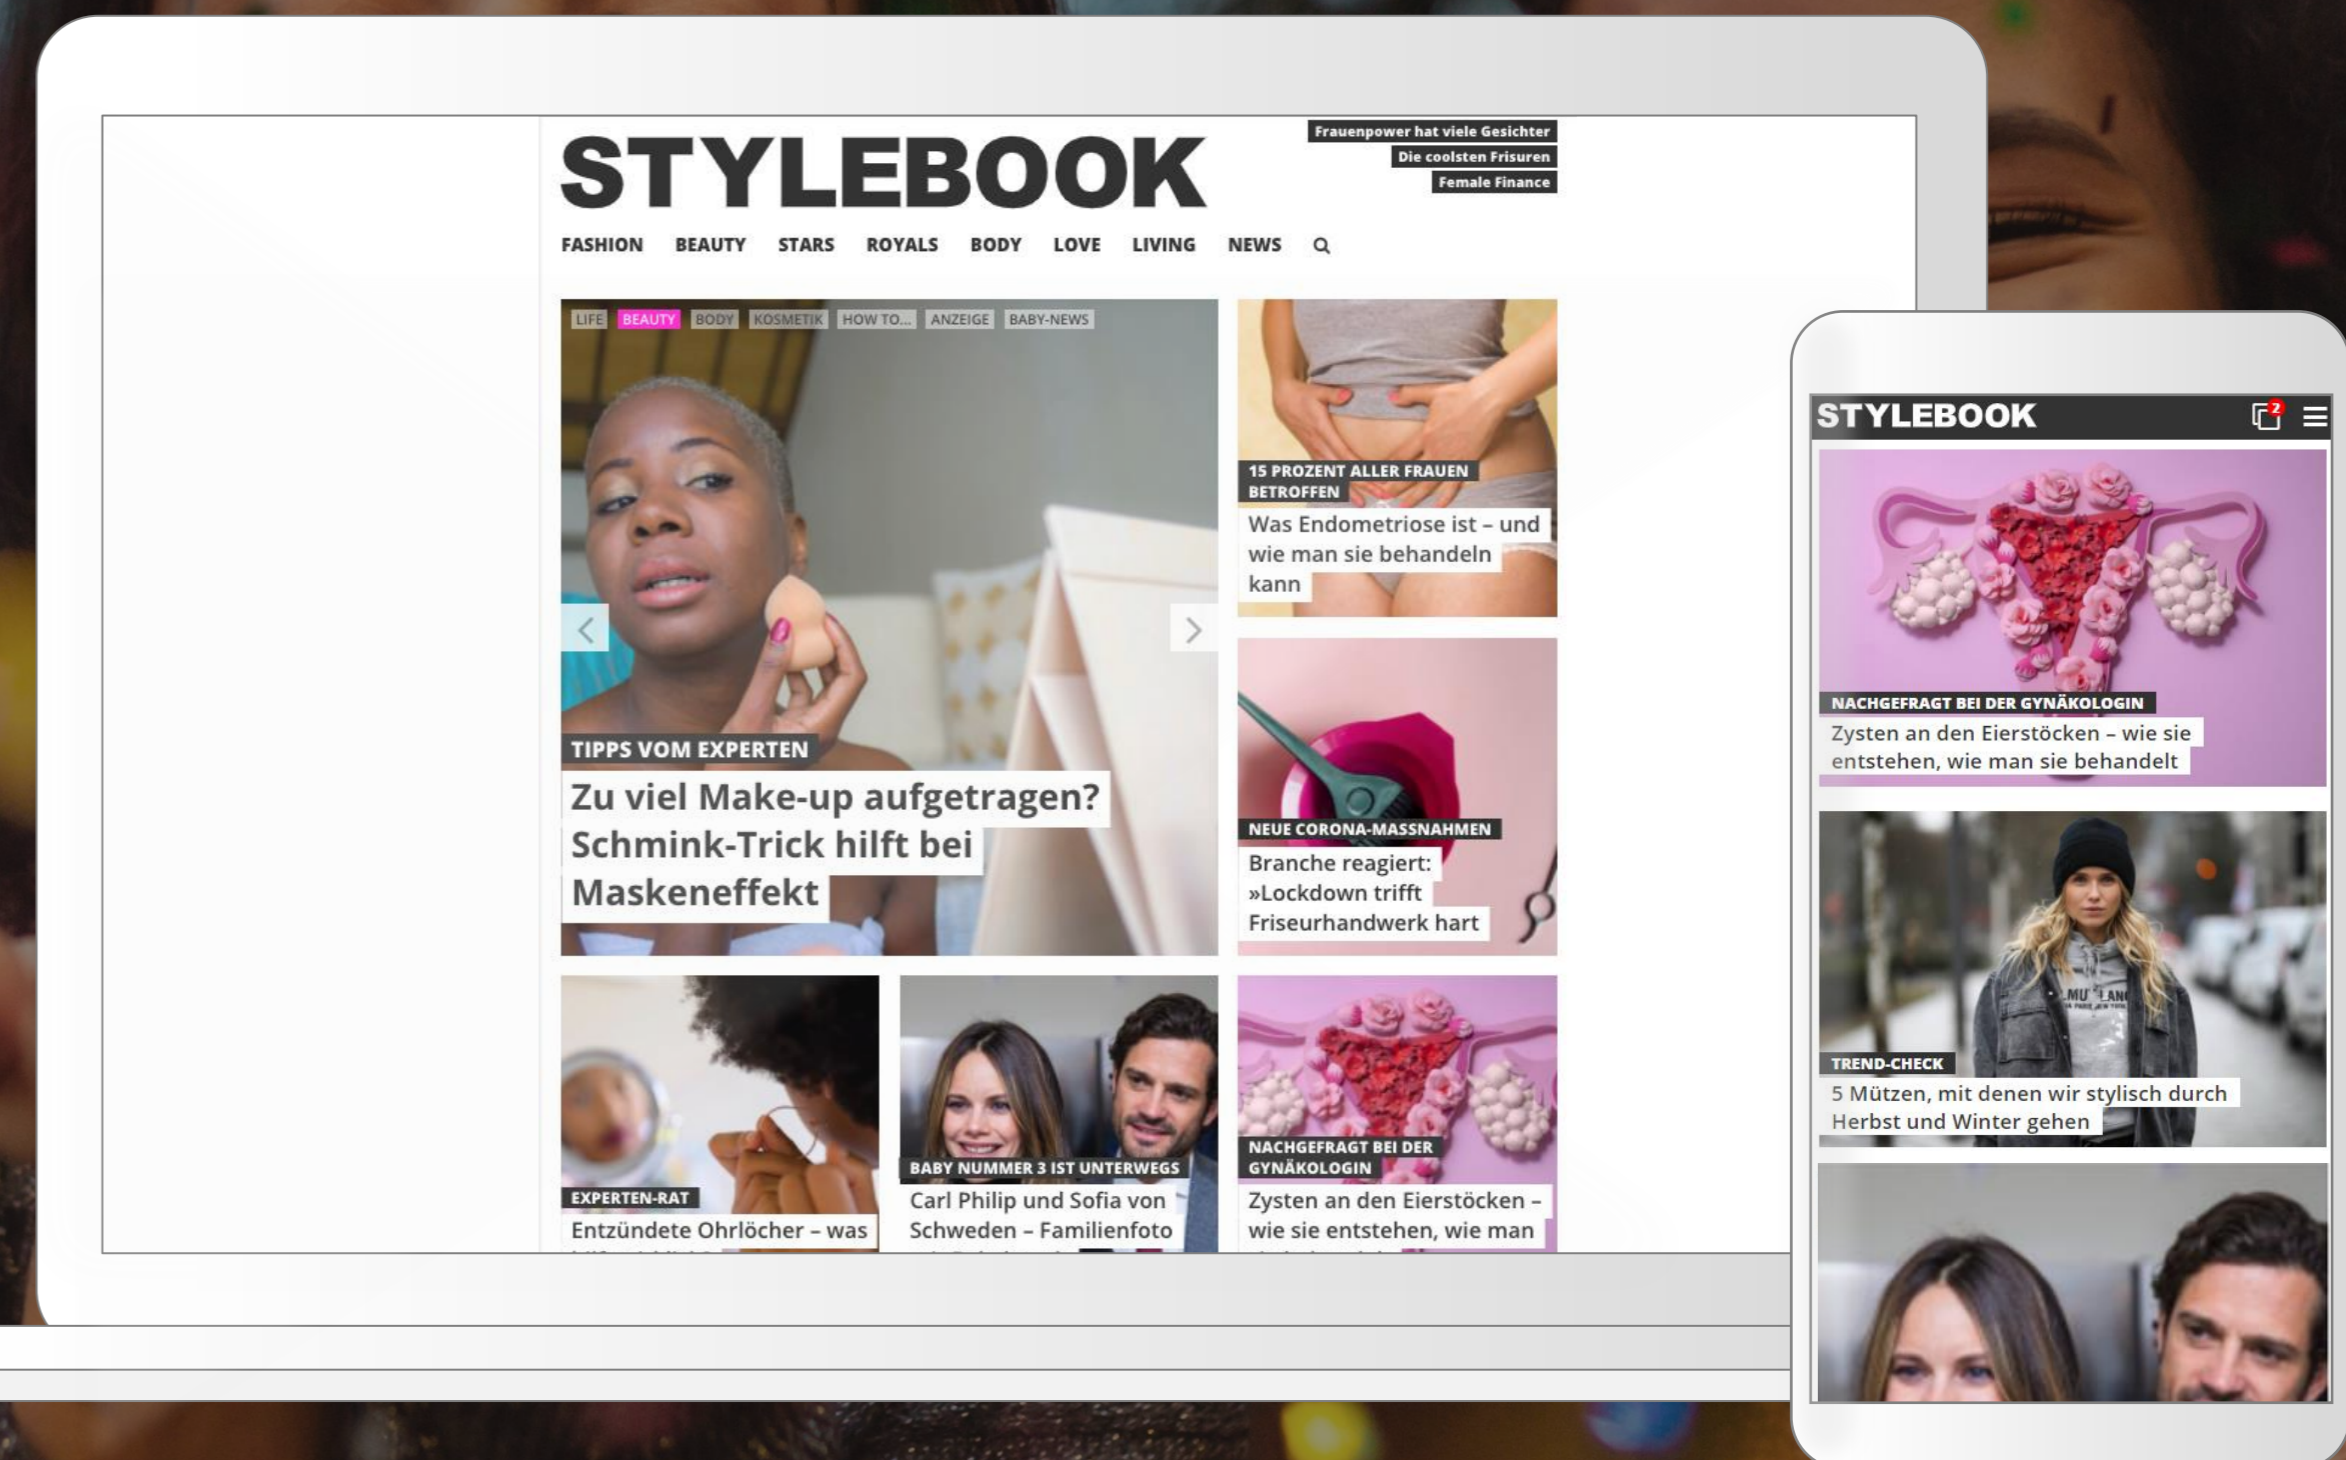 STYLEBOOK
Frauenpower hat viele Gesichter
Die coolsten Frisuren
Female Finance
FASHION BEAUTY STARS ROYALS BODY LOVE LIVING NEWS
LIFE BEAUTY BODY KOSMETIK HOW TO... ANZEIGE BABY-NEWS
TIPPS VOM EXPERTEN
Zu viel Make-up aufgetragen?
Schmink-Trick hilft bei
Maskeneffekt
15 PROZENT ALLER FRAUEN
BETROFFEN
Was Endometriose ist – und
wie man sie behandeln
kann
NEUE CORONA-MASSNAHMEN
Branche reagiert:
»Lockdown trifft
Friseurhandwerk hart
EXPERTEN-RAT
Entzündete Ohrlöcher – was
BABY NUMMER 3 IST UNTERWEGS
Carl Philip und Sofia von
Schweden – Familienfoto
NACHGEFRAGT BEI DER
GYNÄKOLOGIN
Zysten an den Eierstöcken –
wie sie entstehen, wie man
STYLEBOOK
2
NACHGEFRAGT BEI DER GYNÄKOLOGIN
Zysten an den Eierstöcken – wie sie
entstehen, wie man sie behandelt
TREND-CHECK
5 Mützen, mit denen wir stylisch durch
Herbst und Winter gehen